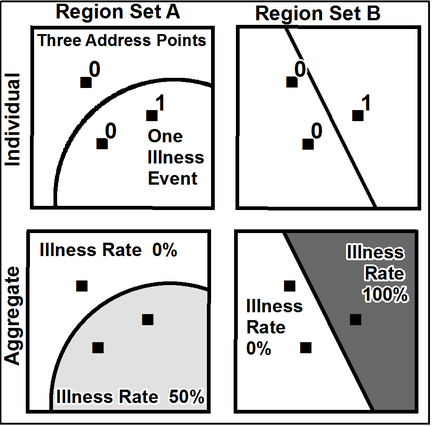 Region Set A
Region Set B
Individual
Three Address Points
0
1
0
One
Illness
Event
0
1
0
Aggregate
Illness Rate 0%
Illness Rate 50%
Illness
Rate
100%
Illness
Rate
0%